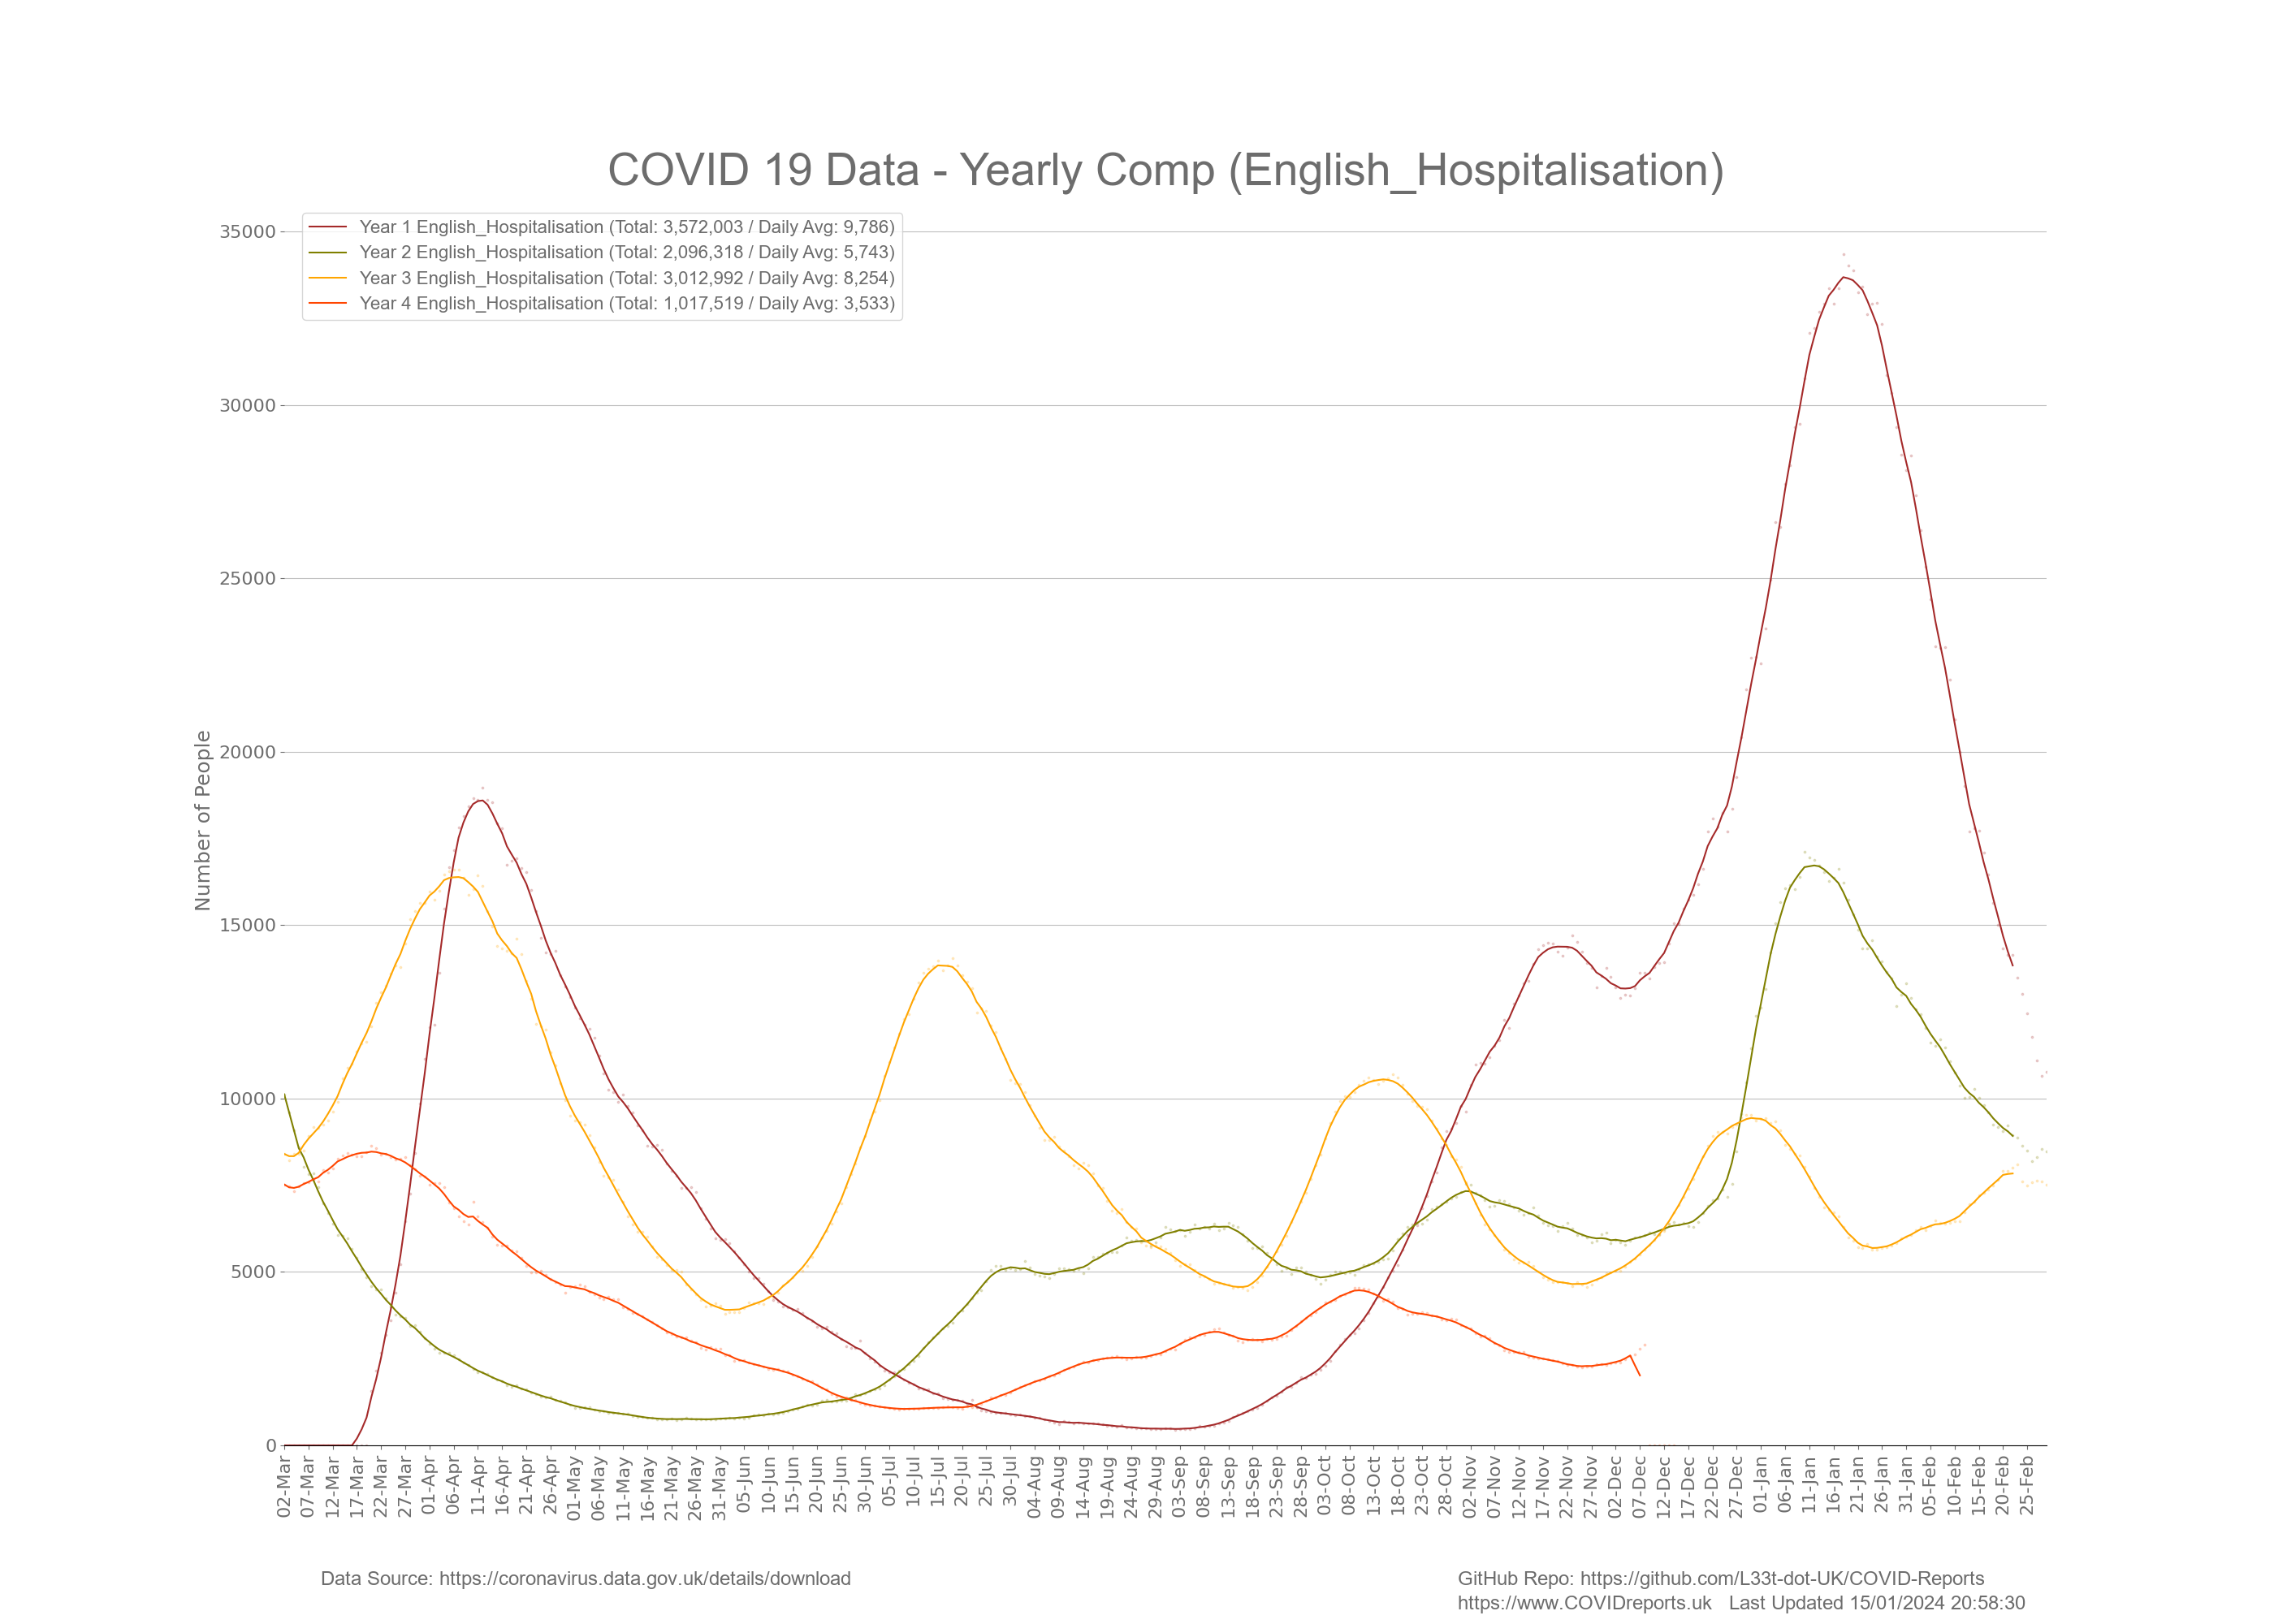 COVID 19 Data - Yearly Comp (English_Hospitalisation)
Year 1 English_Hospitalisation (Total: 3,572,003 / Daily Avg: 9,786)
Year 2 English_Hospitalisation (Total: 2,096,318 / Daily Avg: 5,743)
Year 3 English_Hospitalisation (Total: 3,012,992 / Daily Avg: 8,254)
Year 4 English_Hospitalisation (Total: 1,017,519 / Daily Avg: 3,533)
Number of People
35000
30000
25000
20000
15000
10000
5000
0
02-Mar
07-Mar
12-Mar
17-Mar
22-Mar
27-Mar
01-Apr
06-Apr
11-Apr
16-Apr
21-Apr
26-Apr
01-May
06-May
11-May
16-May
21-May
26-May
31-May
05-Jun
10-Jun
15-Jun
20-Jun
25-Jun
30-Jun
05-Jul
10-Jul
15-Jul
20-Jul
25-Jul
30-Jul
04-Aug
09-Aug
14-Aug
19-Aug
24-Aug
29-Aug
03-Sep
08-Sep
13-Sep
18-Sep
23-Sep
28-Sep
03-Oct
08-Oct
13-Oct
18-Oct
23-Oct
28-Oct
02-Nov
07-Nov
12-Nov
17-Nov
22-Nov
27-Nov
02-Dec
07-Dec
12-Dec
17-Dec
22-Dec
27-Dec
01-Jan
06-Jan
11-Jan
16-Jan
21-Jan
26-Jan
31-Jan
05-Feb
10-Feb
15-Feb
20-Feb
25-Feb
Data Source: https://coronavirus.data.gov.uk/details/download
GitHub Repo: https://github.com/L33t-dot-UK/COVID-Reports
https://www.COVIDreports.uk Last Updated 15/01/2024 20:58:30